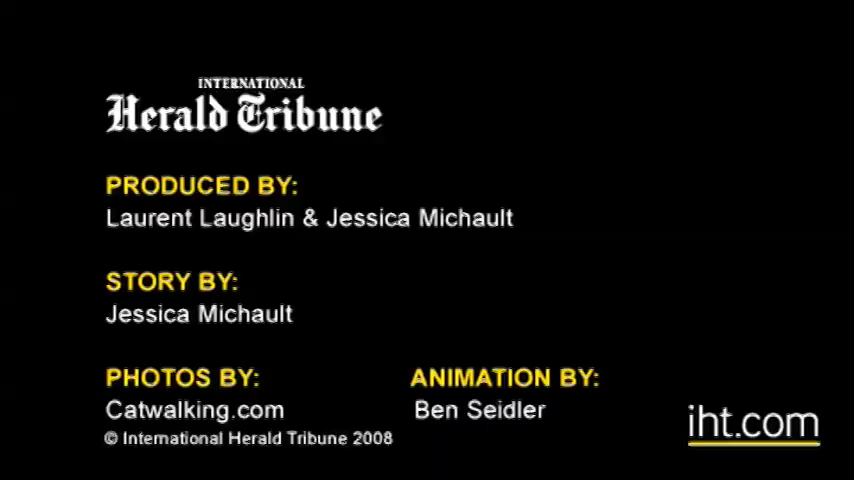 INTERNATIONAL
Herald Tribune
PRODUCED BY:
Laurent Laughlin & Jessica Michault
STORY BY:
Jessica Michault
PHOTOS BY:
Catwalking.com
ANIMATION BY:
Ben Seidler
© International Herald Tribune 2008
iht.com